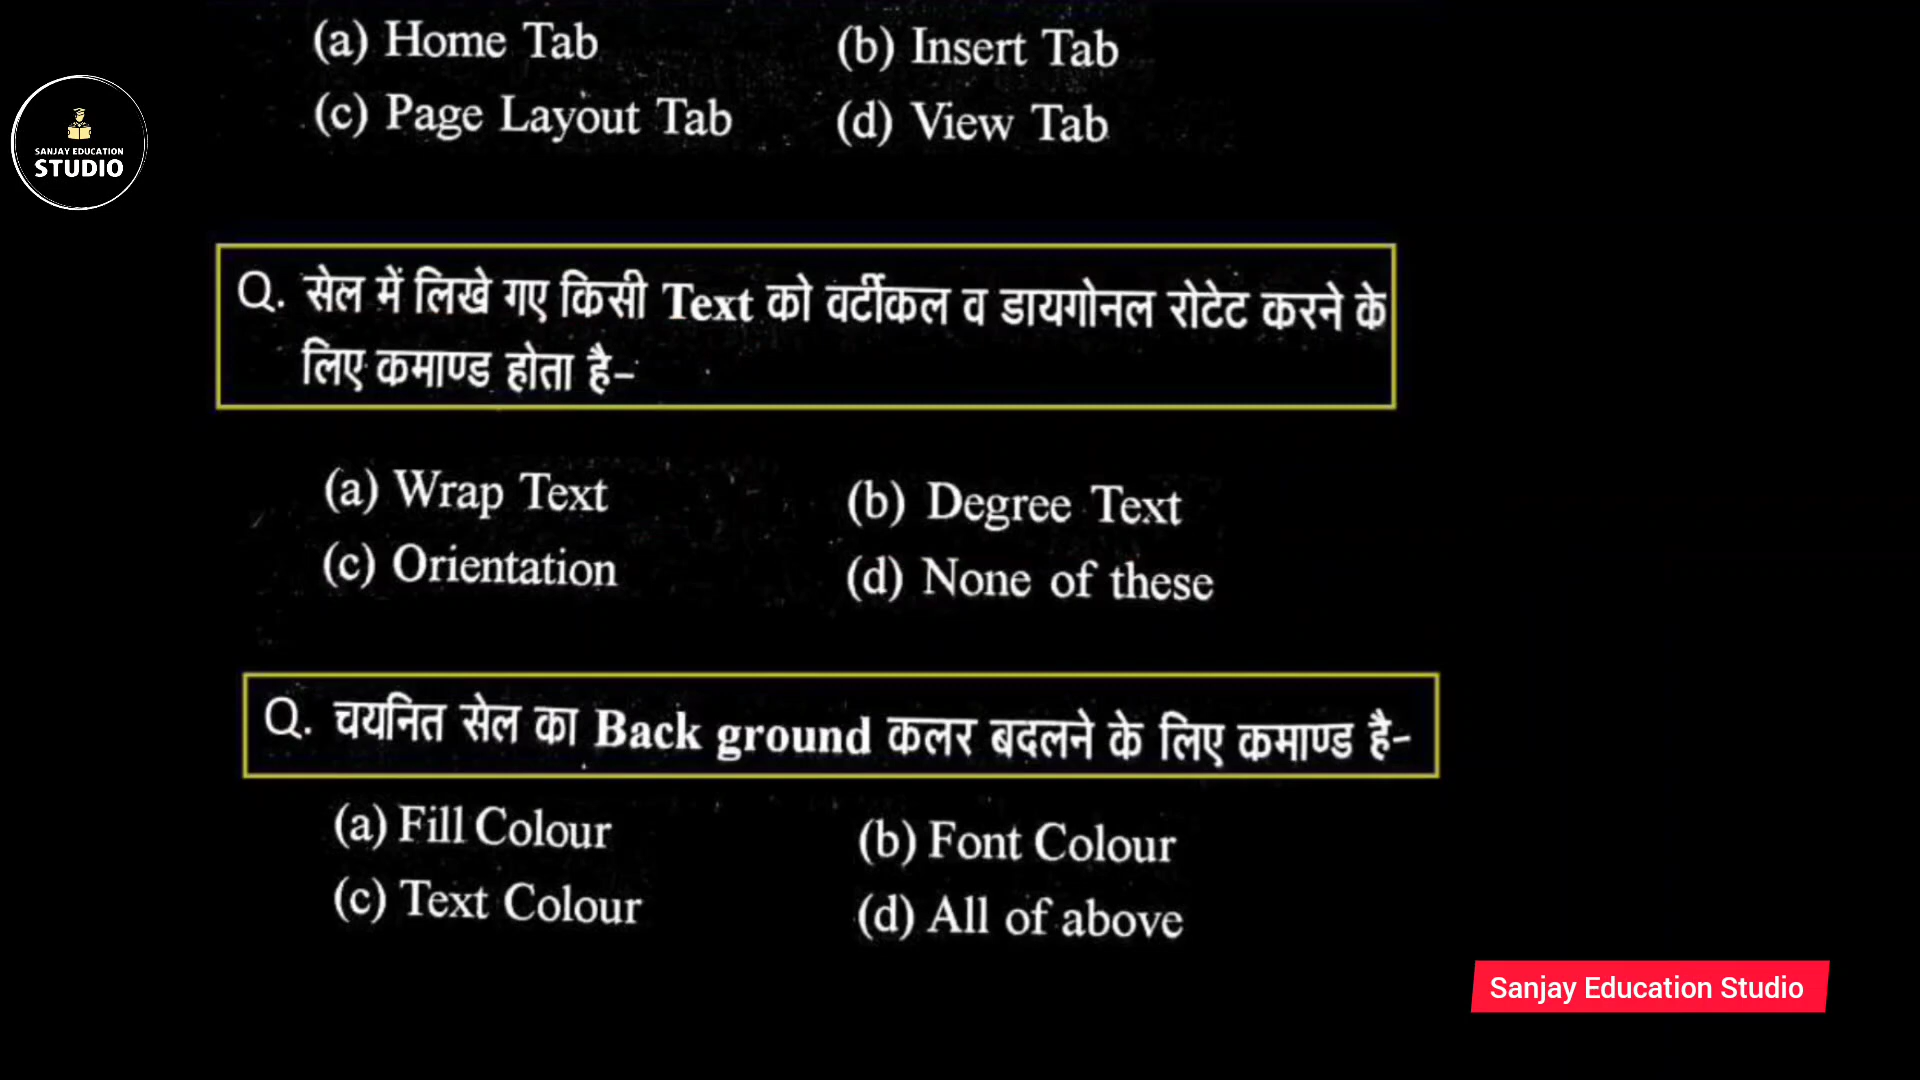 (a) Home Tab (b) Insert Tab
(c) Page Layout Tab (d) View Tab
SANJAY EDUCATION
STUDIO
Q. सेल में लिखे गए किसी Text को वर्टीकल व डायगोनल रोटेट करने के
लिए कमाण्ड होता है–
(a) Wrap Text (b) Degree Text
(c) Orientation (d) None of these
Q. चयनित सेल का Back ground कलर बदलने के लिए कमाण्ड है–
(a) Fill Colour (b) Font Colour
(c) Text Colour (d) All of above
Sanjay Education Studio